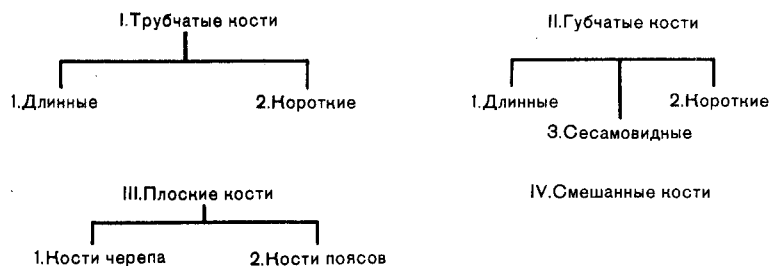 I.Трубчатые кости
1.Длинные
2.Короткие
II.Губчатые кости
1.Длинные
2.Короткие
3.Сесамовидные
III.Плоские кости
1.Кости черепа
2.Кости поясов
IV.Смешанные кости